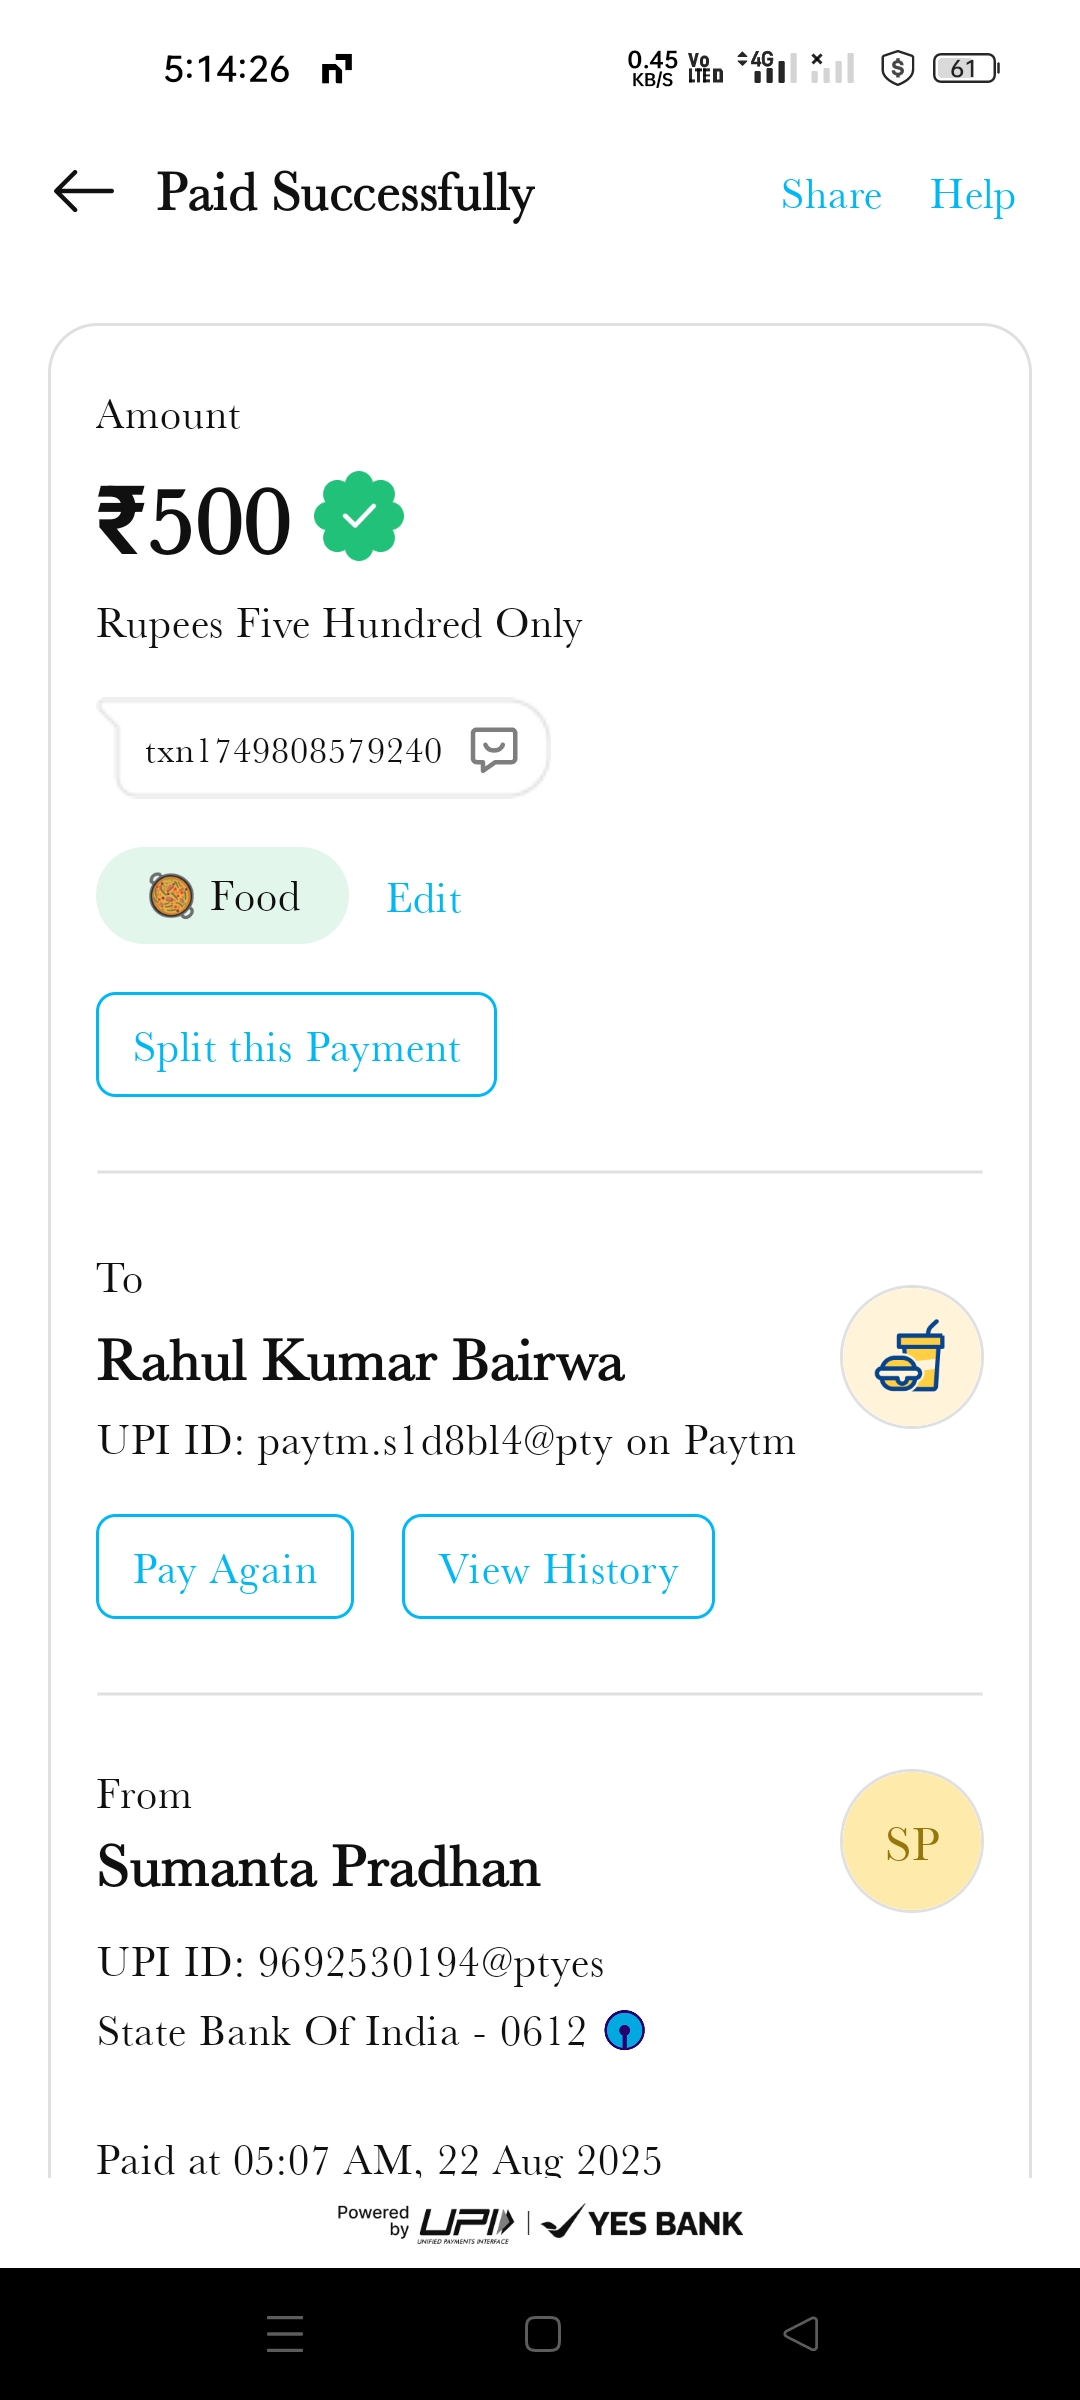 5:14:26
0.45 KB/S Vo LTE D 4G 61
Paid Successfully Share Help
Amount
₹500
Rupees Five Hundred Only
txn1749808579240
Food Edit
Split this Payment
To
Rahul Kumar Bairwa
UPI ID: paytm.s1d8bl4@pty on Paytm
Pay Again View History
From
Sumanta Pradhan
SP
UPI ID: 9692530194@ptyes
State Bank Of India - 0612
Paid at 05:07 AM, 22 Aug 2025
Powered by UPI UNIFIED PAYMENTS INTERFACE | YES BANK